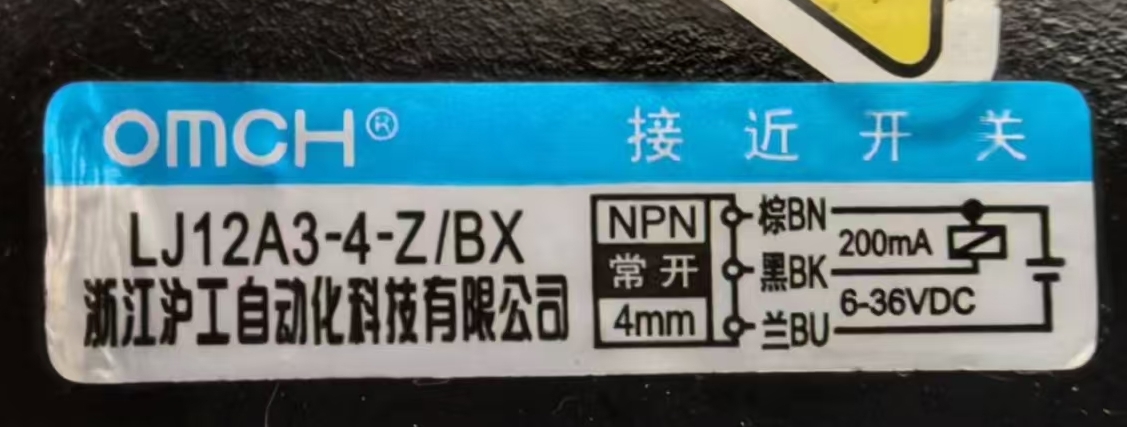 OMCH® 接近开关
LJ12A3-4-Z/BX
浙江沪工自动化科技有限公司
NPN
常开
4mm
棕BN
200mA
黑BK
6-36VDC
兰BU